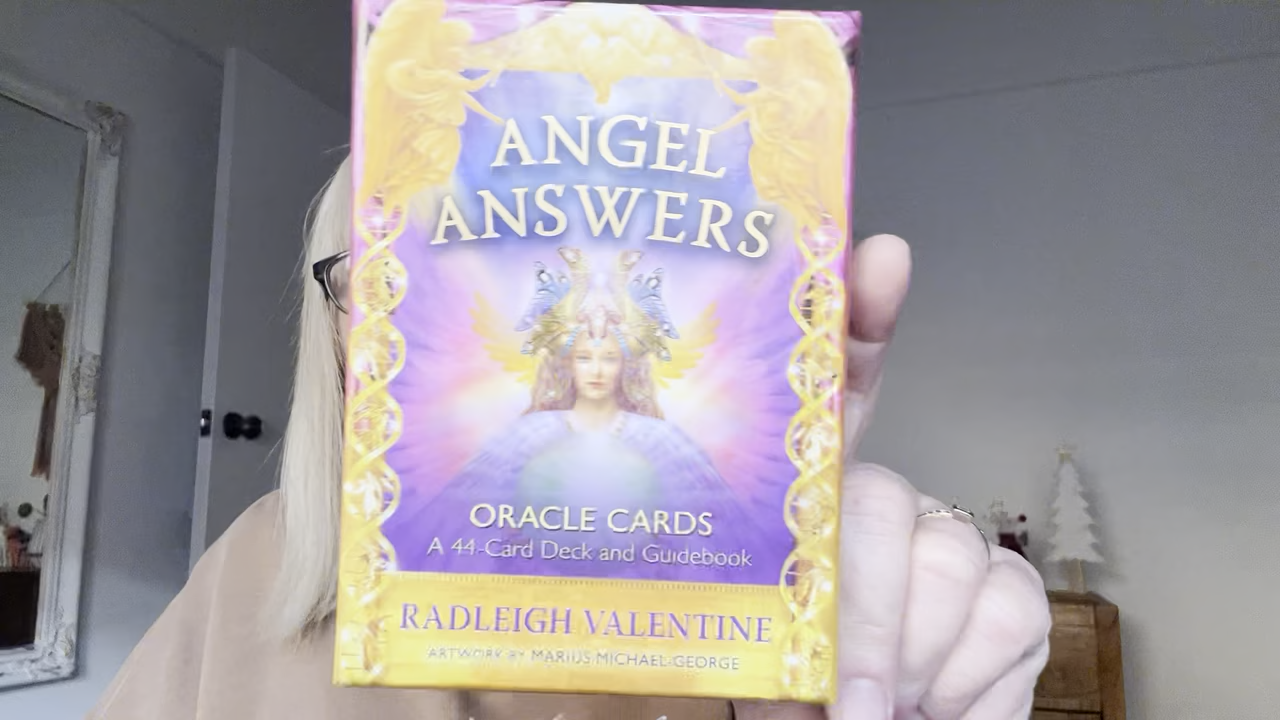 ANGEL
ANSWERS
ORACLE CARDS
A 44-Card Deck and Guidebook
RADLEIGH VALENTINE
ARTWORK BY MARIUS MICHAEL-GEORGE